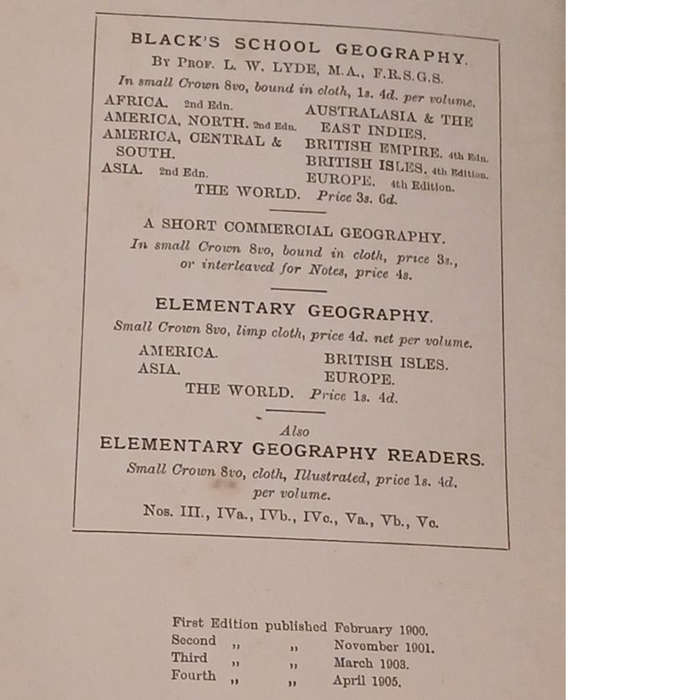 BLACK'S SCHOOL GEOGRAPHY.
By Prof. L. W. LYDE, M.A., F.R.S.G.S.
In small Crown 8vo, bound in cloth, 1s. 4d. per volume.
AFRICA. 2nd Edn.
AMERICA, NORTH. 2nd Edn.
AMERICA, CENTRAL &
SOUTH.
ASIA. 2nd Edn.
AUSTRALASIA & THE
EAST INDIES.
BRITISH EMPIRE. 4th Edn.
BRITISH ISLES. 4th Edition.
EUROPE. 4th Edition.
THE WORLD. Price 3s. 6d.
A SHORT COMMERCIAL GEOGRAPHY.
In small Crown 8vo, bound in cloth, price 3s.,
or interleaved for Notes, price 4s.
ELEMENTARY GEOGRAPHY.
Small Crown 8vo, limp cloth, price 4d. net per volume.
AMERICA.
ASIA.
BRITISH ISLES.
EUROPE.
THE WORLD. Price 1s. 4d.
Also
ELEMENTARY GEOGRAPHY READERS.
Small Crown 8vo, cloth, Illustrated, price 1s. 4d.
per volume.
Nos. III., IVa., IVb., IVc., Va., Vb., Vc.
First Edition published February 1900.
Second „ „ November 1901.
Third „ „ March 1903.
Fourth „ „ April 1905.